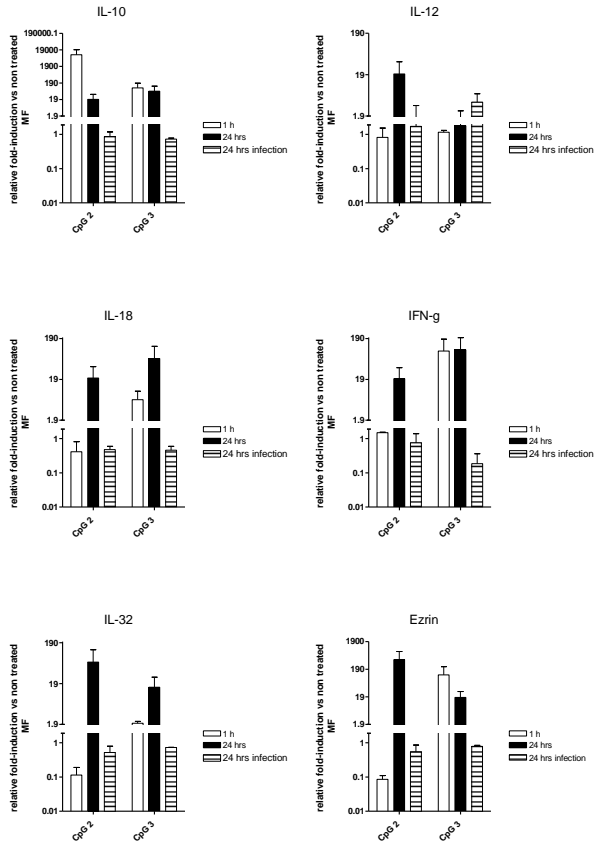 IL-10
relative fold-induction vs non treated
MF
190000.1
19000.1
190
19
1.9
1
0.1
0.01
CpG 2
CpG 3
1 h
24 hrs
24 hrs infection
IL-12
relative fold-induction vs non treated
MF
190
19
1.9
1
0.1
0.01
CpG 2
CpG 3
1 h
24 hrs
24 hrs infection
IL-18
relative fold-induction vs non treated
MF
190
19
1.9
1
0.1
0.01
CpG 2
CpG 3
1 h
24 hrs
24 hrs infection
IFN-g
relative fold-induction vs non treated
MF
190
19
1.9
1
0.1
0.01
CpG 2
CpG 3
1 h
24 hrs
24 hrs infection
IL-32
relative fold-induction vs non treated
MF
190
19
1.9
1
0.1
0.01
CpG 2
CpG 3
1 h
24 hrs
24 hrs infection
Ezrin
relative fold-induction vs non treated
MF
1900
190
19
1.9
1
0.1
0.01
CpG 2
CpG 3
1 h
24 hrs
24 hrs infection